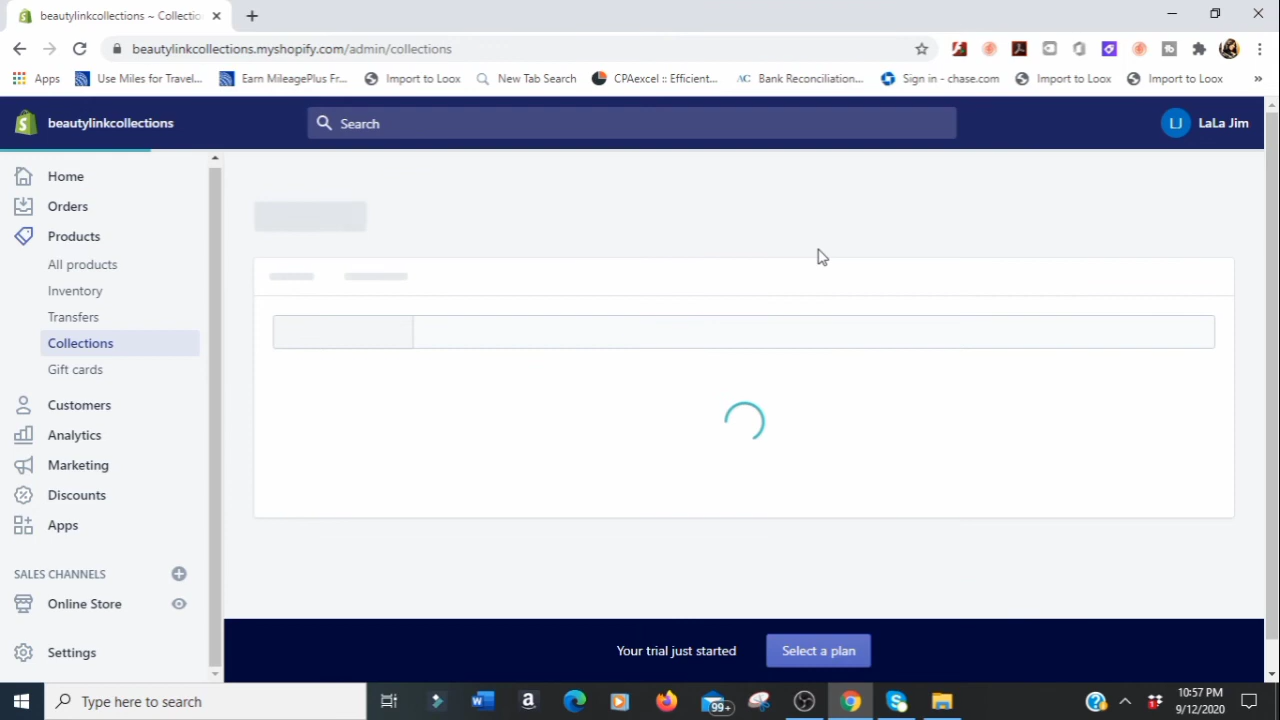 beautylinkcollections ~ Collectio
beautylinkcollections.myshopify.com/admin/collections
Apps
Use Miles for Travel...
Earn MileagePlus Fr...
Import to Loox
New Tab Search
CPAexcel :: Efficient...
AC Bank Reconciliation...
Sign in - chase.com
Import to Loox
Import to Loox
»
beautylinkcollections
Search
LJ
LaLa Jim
Home
Orders
Products
All products
Inventory
Transfers
Collections
Gift cards
Customers
Analytics
Marketing
Discounts
Apps
SALES CHANNELS
Online Store
Settings
Your trial just started
Select a plan
Type here to search
99+
10:57 PM
9/12/2020